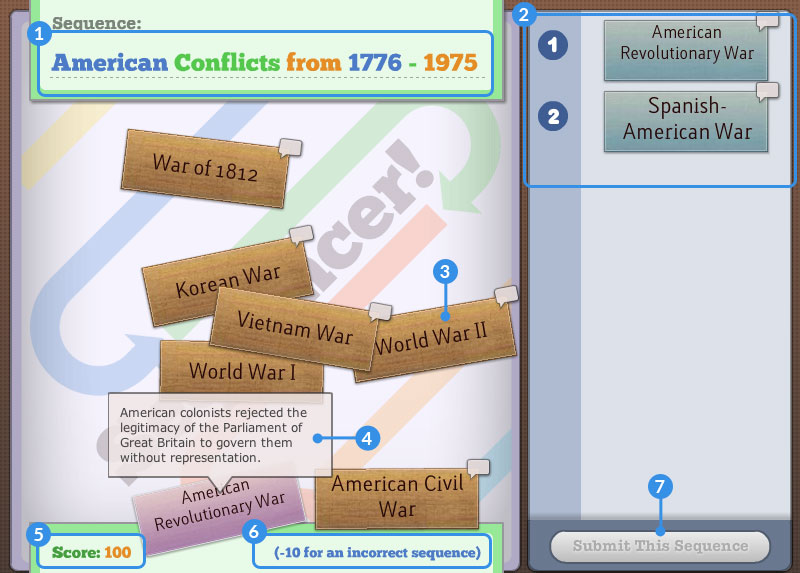 Sequence:
1
American Conflicts from 1776 - 1975
2
1
American
Revolutionary War
2
Spanish-
American War
War of 1812
Korean War
3
Vietnam War
World War II
World War I
American colonists rejected the
legitimacy of the Parliament of
Great Britain to govern them
without representation.
4
American
Revolutionary War
American Civil
War
7
5
Score: 100
6
(-10 for an incorrect sequence)
Submit This Sequence